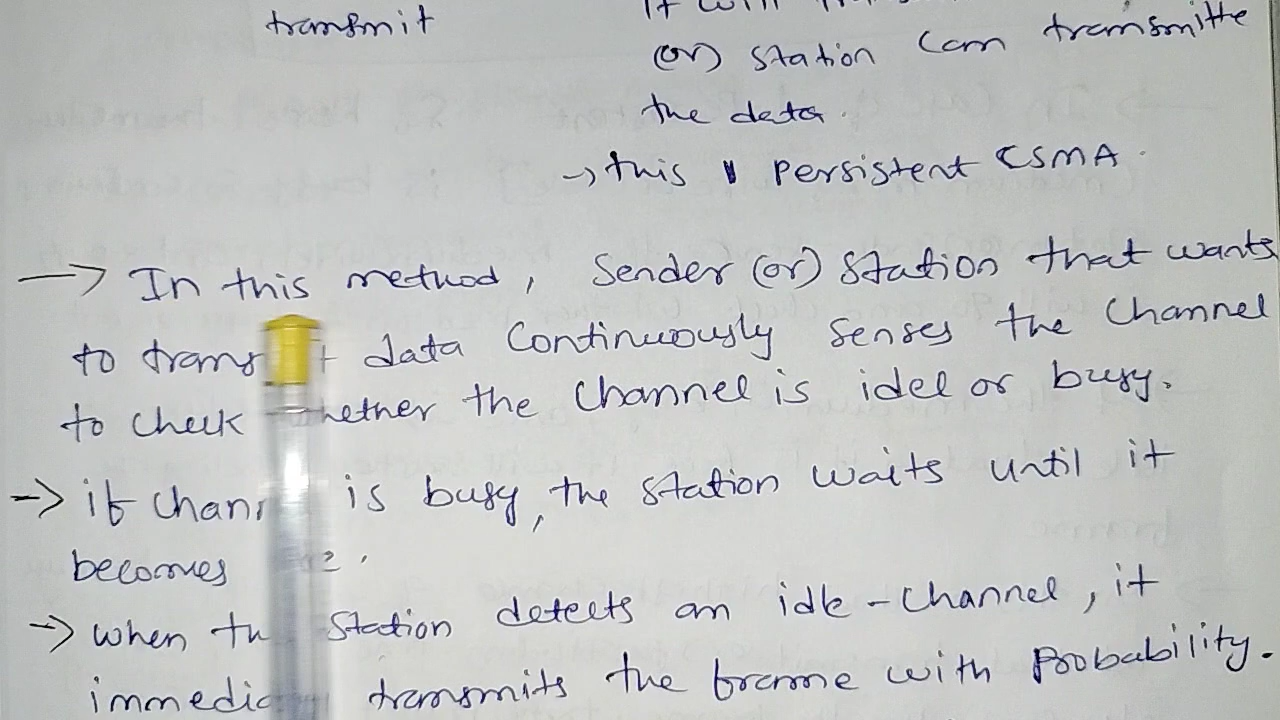 transmit
it will
(or) station can transmitte
the data.
→ this persistent CSMA.
→ In this method, Sender (or) Station that wants
to data continuously senses the channel
to check the channel is idel or busy.
→ if is busy, the station waits until it
becomes
→ when station detects an idle-channel, it
transmits the frame with probability.